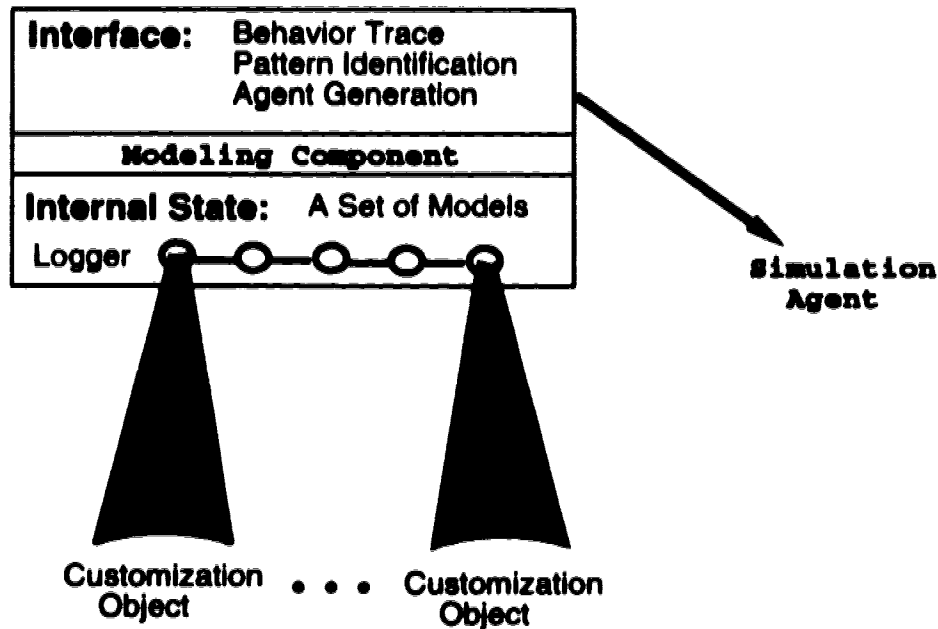 Interface: Behavior Trace
Pattern Identification
Agent Generation
Modeling Component
Internal State: A Set of Models
Logger
Simulation
Agent
Customization
Object
• • •
Customization
Object